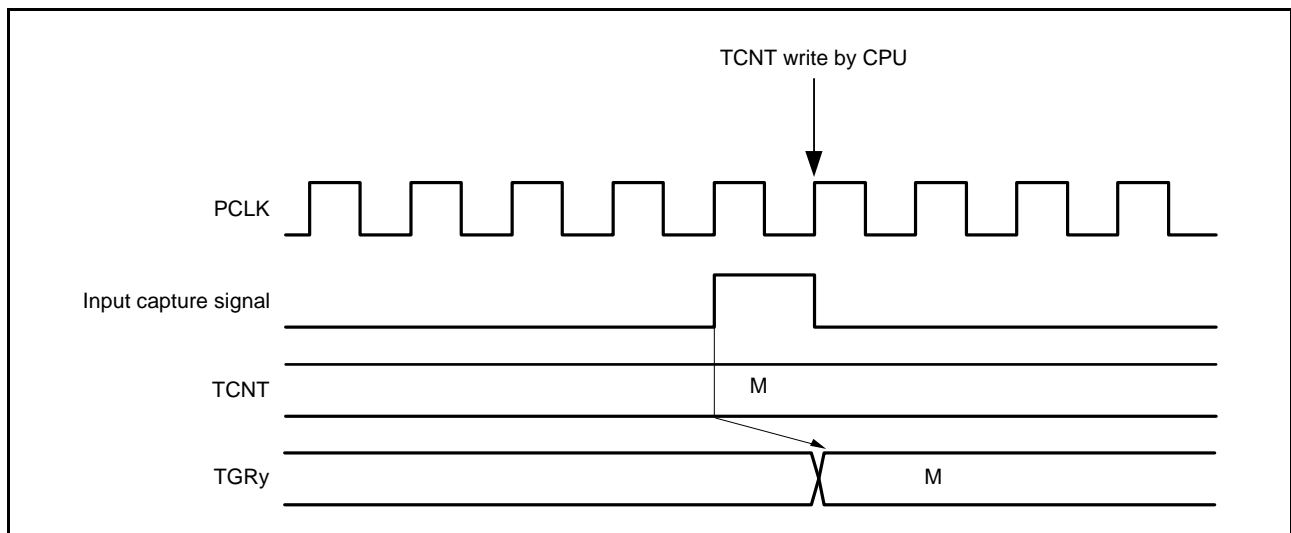 TCNT write by CPU
PCLK
Input capture signal
TCNT
M
TGRy
M